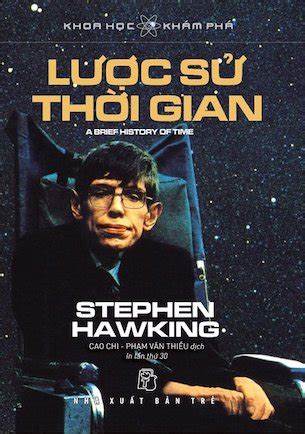 KHOA HỌC KHÁM PHÁ
LƯỢC SỬ
THỜI GIAN
A BRIEF HISTORY OF TIME
STEPHEN
HAWKING
CAO CHI - PHẠM VĂN THIỀU dịch
In lần thứ 30
NHÀ XUẤT BẢN TRẺ